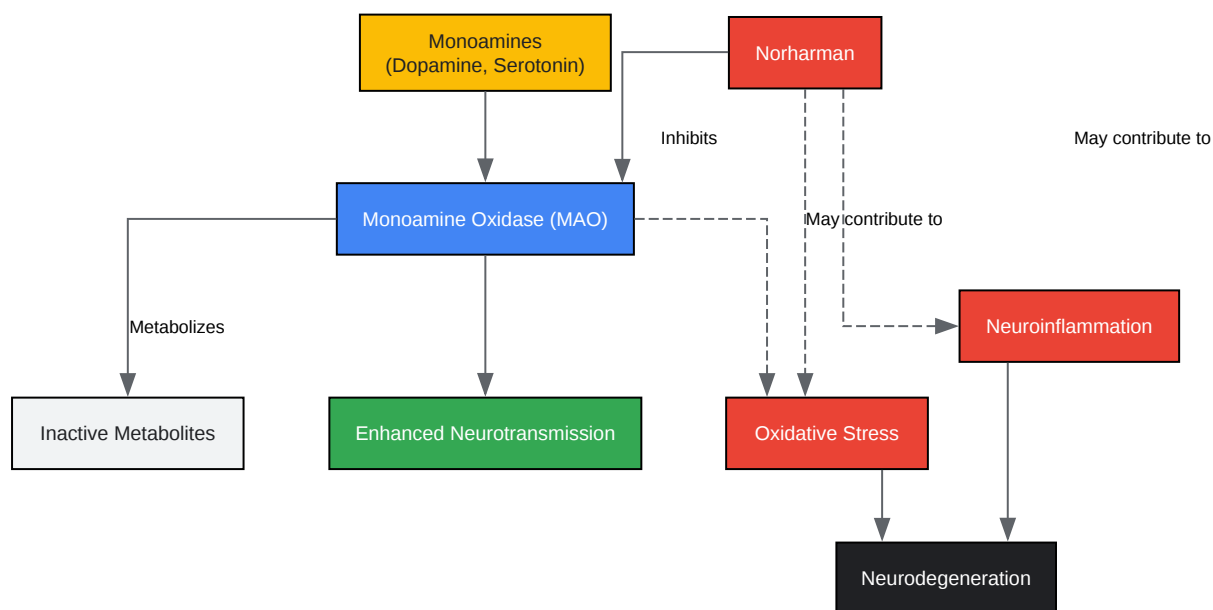 Monoamines
(Dopamine, Serotonin)
Norharman
Inhibits
May contribute to
Monoamine Oxidase (MAO)
May contribute to
Metabolizes
Neuroinflammation
Inactive Metabolites
Enhanced Neurotransmission
Oxidative Stress
Neurodegeneration